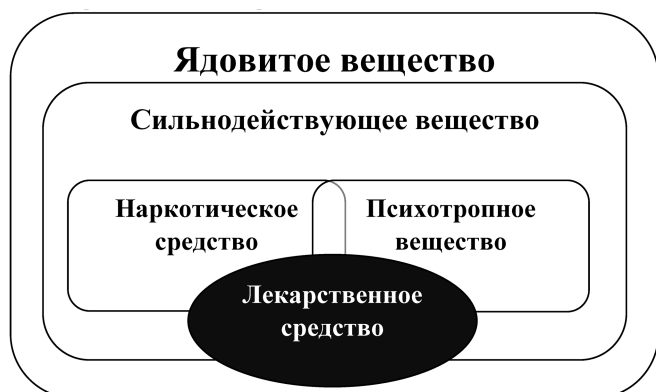 Ядовитое вещество
Сильнодействующее вещество
Наркотическое
средство
Психотропное
вещество
Лекарственное
средство